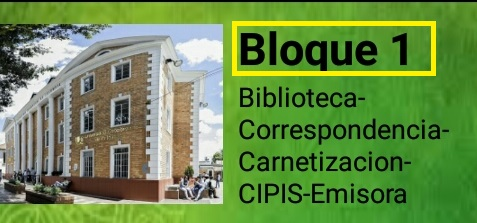 Bloque 1
Biblioteca-
Correspondencia-
Carnetizacion-
CIPIS-Emisora